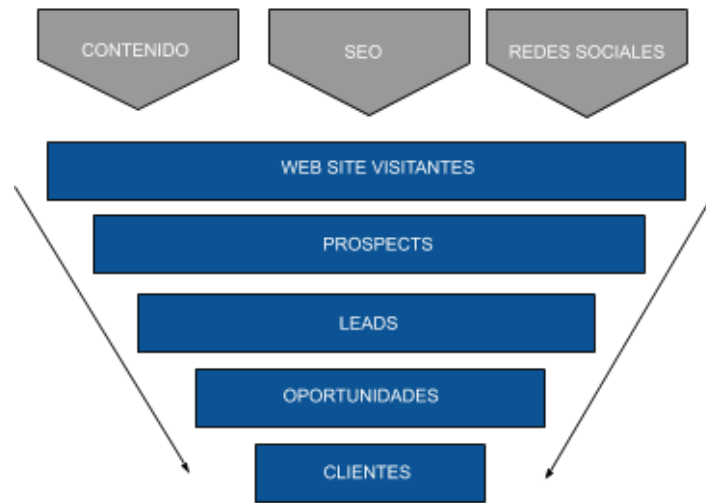 CONTENIDO
SEO
REDES SOCIALES
WEB SITE VISITANTES
PROSPECTS
LEADS
OPORTUNIDADES
CLIENTES